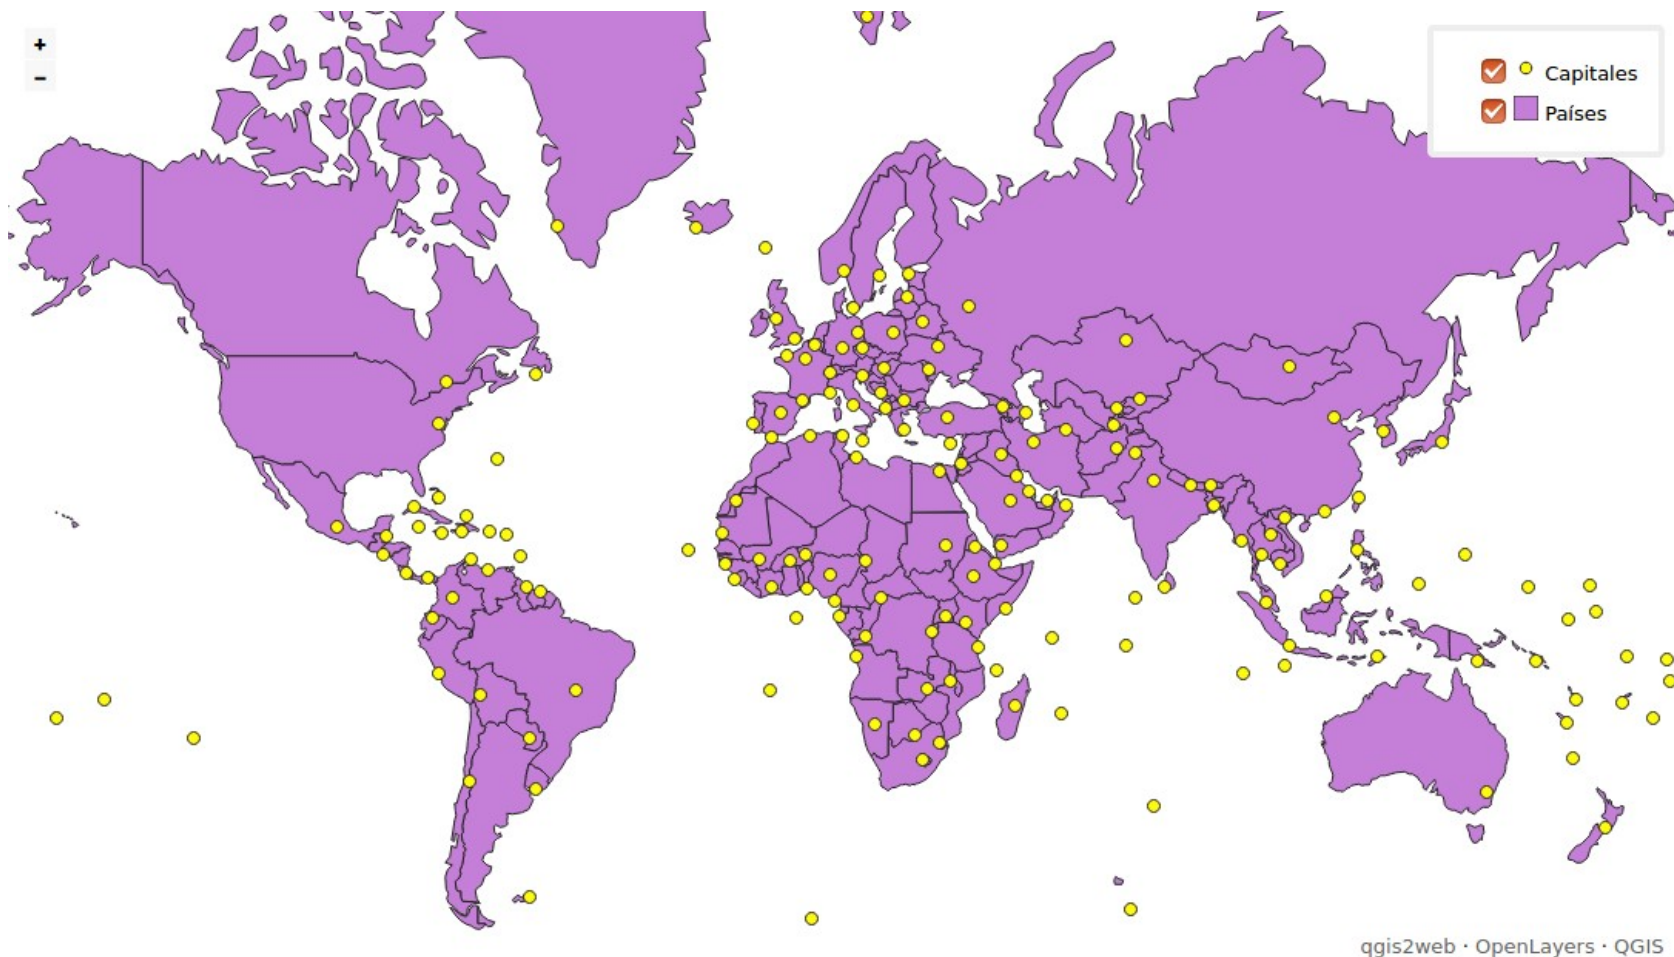 +
−
Capitales
Países
qgis2web · OpenLayers · QGIS